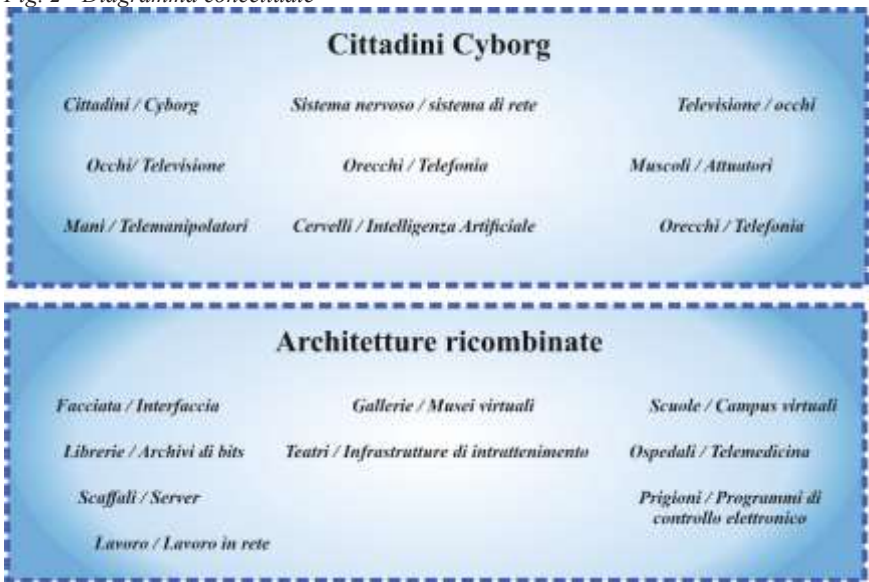 Fig. 2 - Diagramma concettuale
Cittadini Cyborg
Cittadini / Cyborg
Sistema nervoso / sistema di rete
Televisione / occhi
Occhi/ Televisione
Orecchi / Telefonia
Muscoli / Attuatori
Mani / Telemanipolatori
Cervelli / Intelligenza Artificiale
Orecchi / Telefonia
Architetture ricombinate
Facciata / Interfaccia
Gallerie / Musei virtuali
Scuole / Campus virtuali
Librerie / Archivi di bits
Teatri / Infrastrutture di intrattenimento
Ospedali / Telemedicina
Scaffali / Server
Prigioni / Programmi di
controllo elettronico
Lavoro / Lavoro in rete